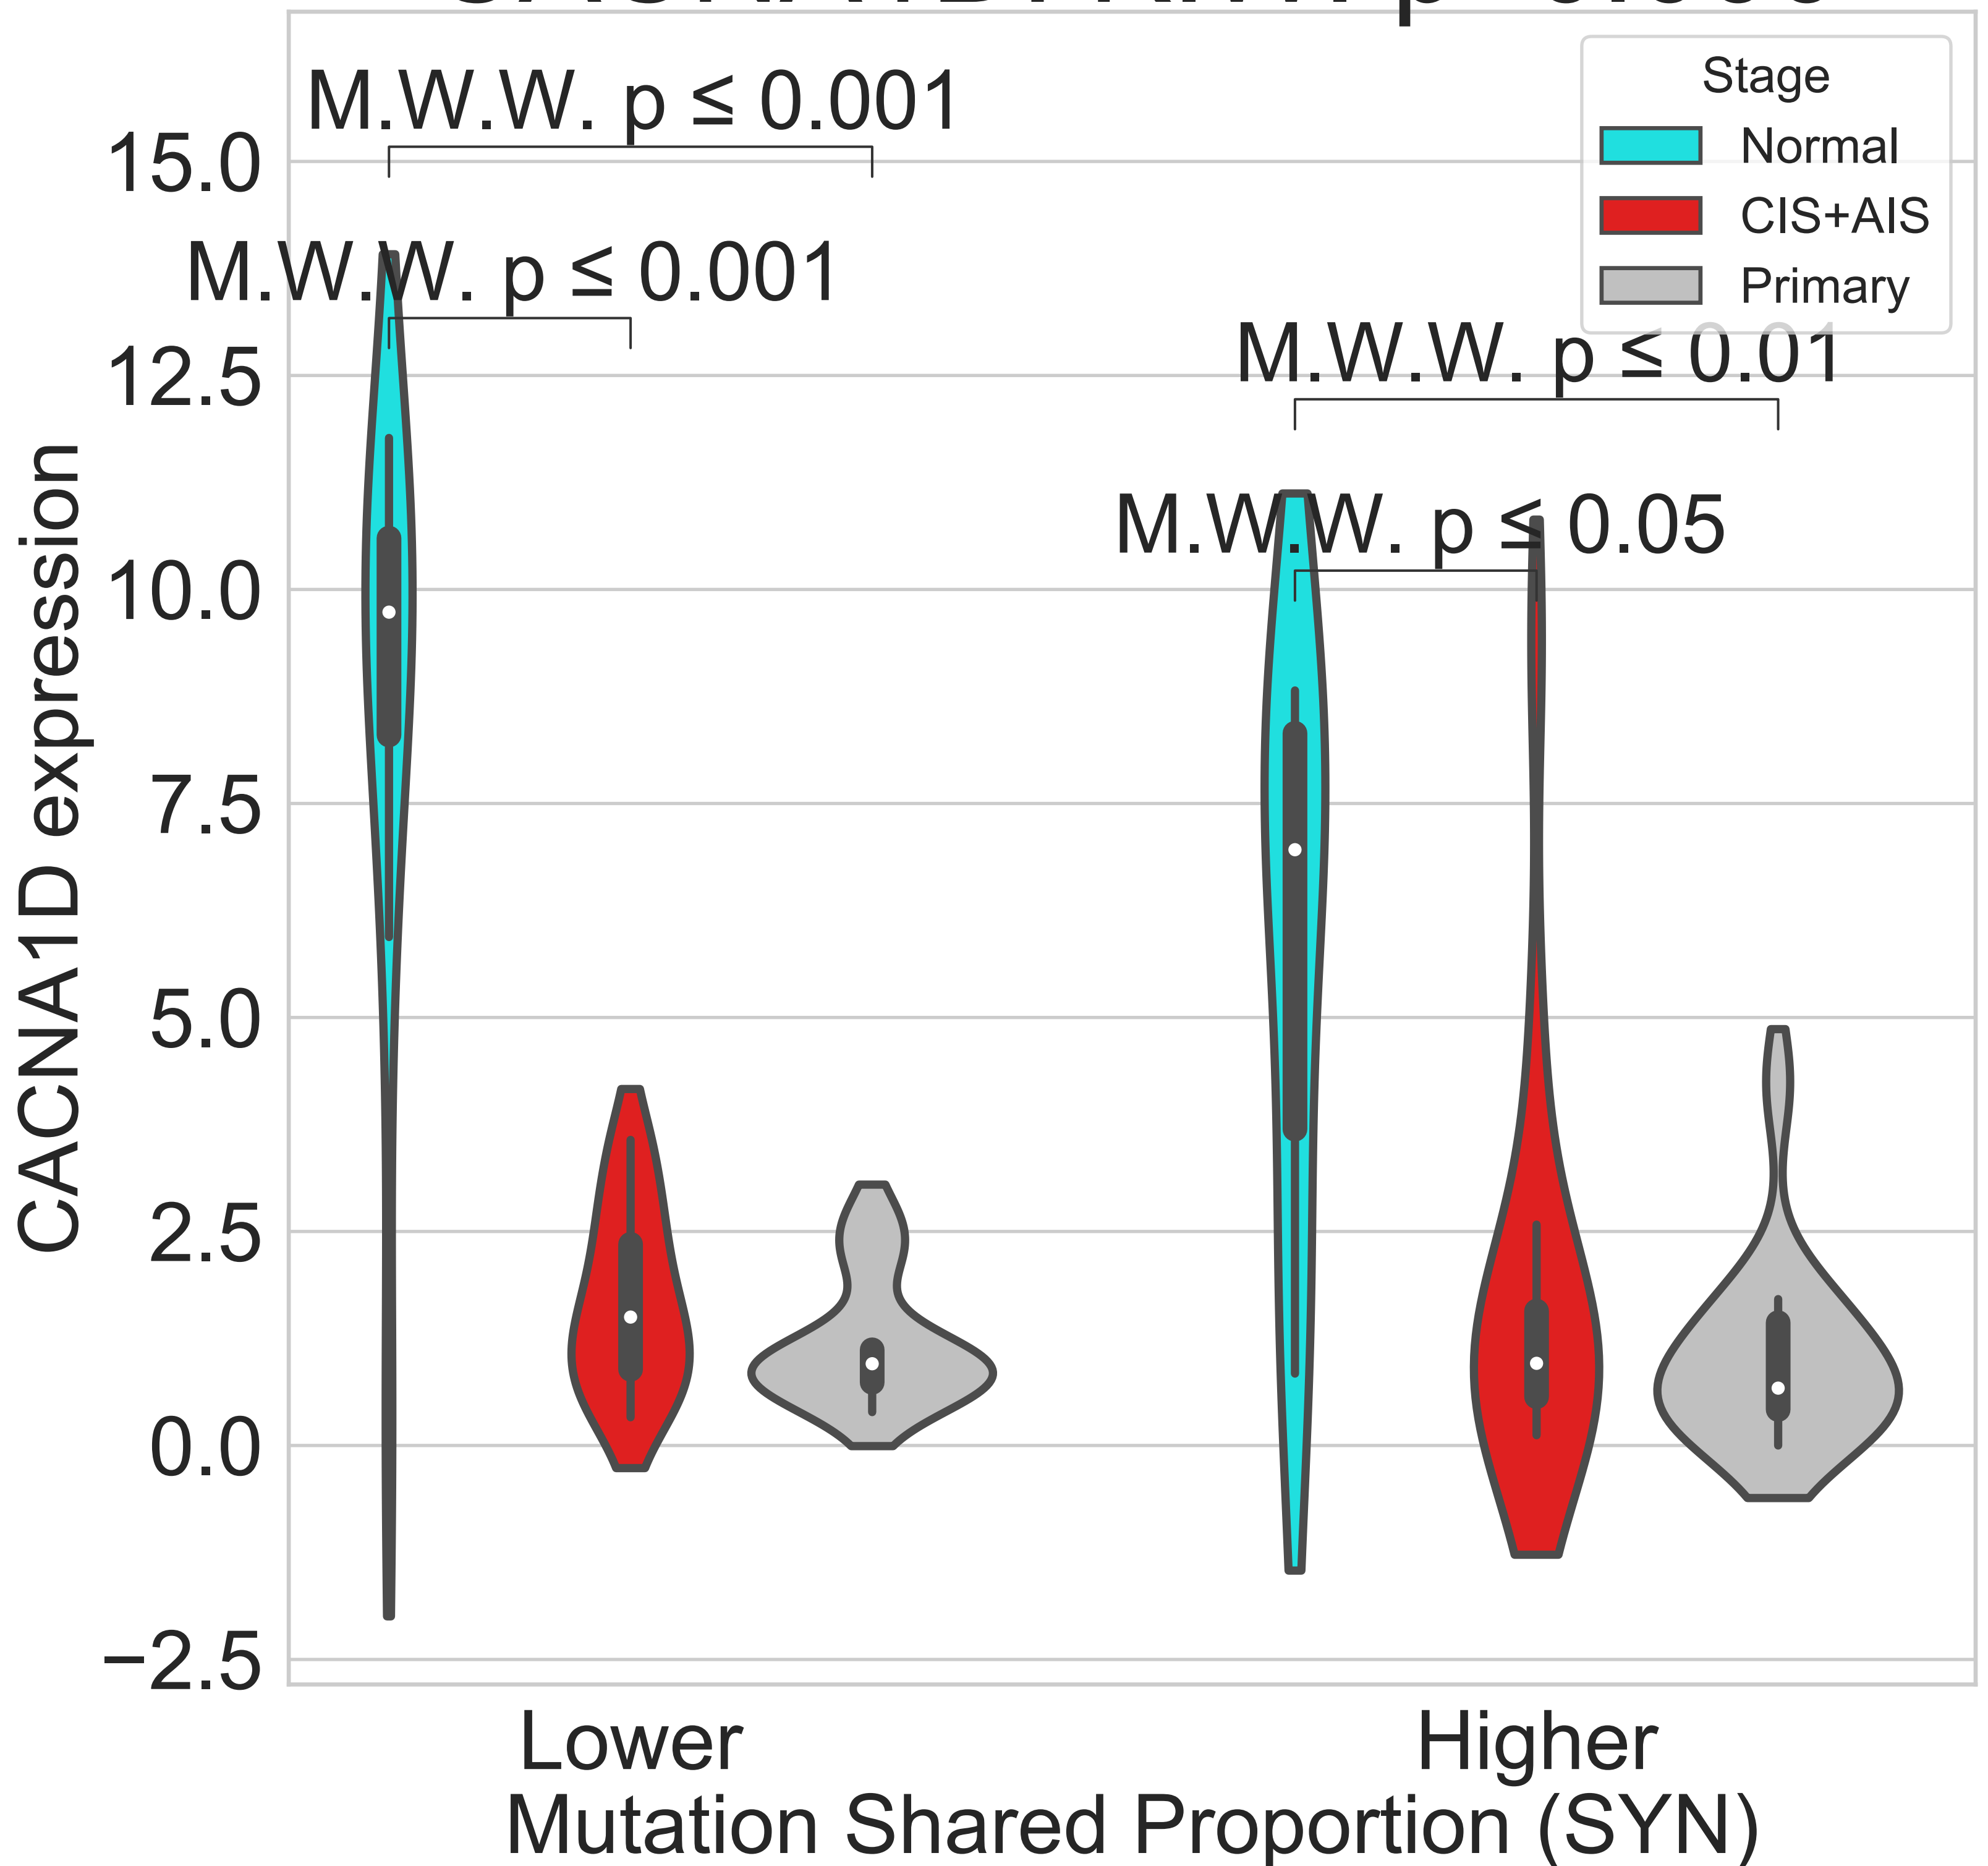 M.W.W. p ≤ 0.001
M.W.W. p ≤ 0.001
M.W.W. p ≤ 0.01
M.W.W. p ≤ 0.05
Stage
Normal
CIS+AIS
Primary
15.0
12.5
10.0
7.5
5.0
2.5
0.0
−2.5
CACNA1D expression
Lower
Higher
Mutation Shared Proportion (SYN)